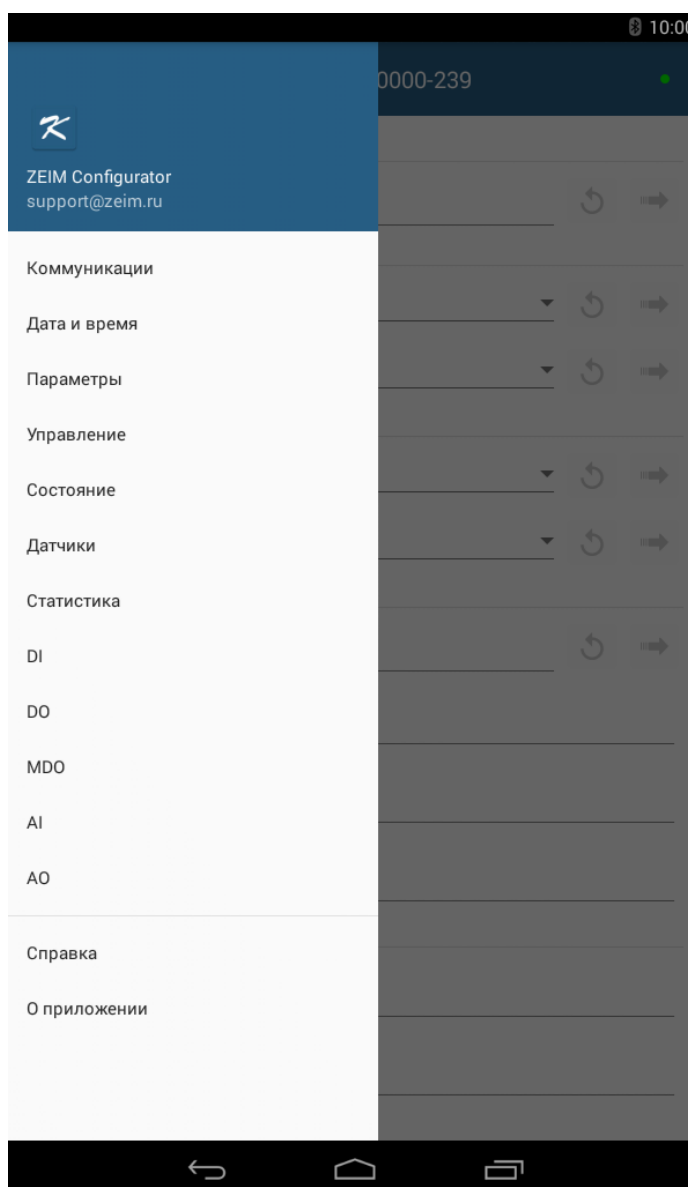 10:00
0000-239
ZEIM Configurator
support@zeim.ru
Коммуникации
Дата и время
Параметры
Управление
Состояние
Датчики
Статистика
DI
DO
MDO
AI
AO
Справка
О приложении